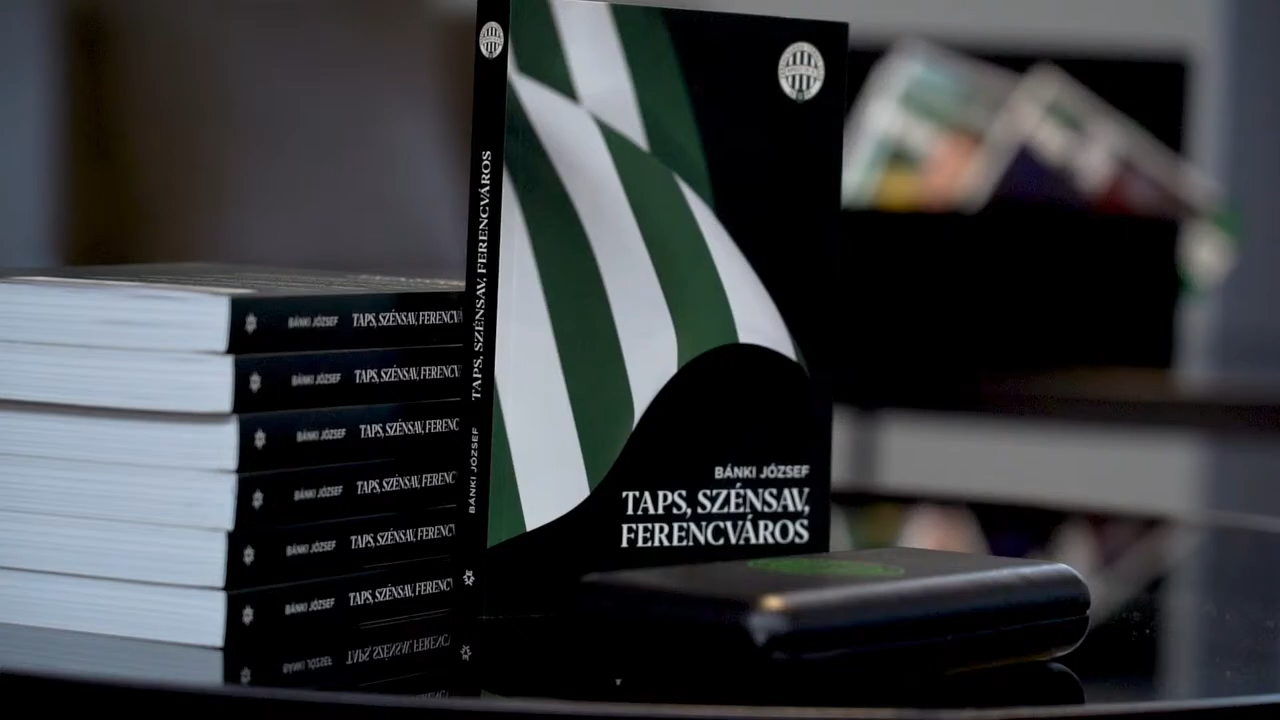 BÁNKI JÓZSEF
TAPS, SZÉNSAV,
FERENCVÁROS
BÁNKI JÓZSEF TAPS, SZÉNSAV, FERENCVÁROS
BÁNKI JÓZSEF TAPS, SZÉNSAV, FERENCV
BÁNKI JÓZSEF TAPS, SZÉNSAV, FERENCV
BÁNKI JÓZSEF TAPS, SZÉNSAV, FERENC
BÁNKI JÓZSEF TAPS, SZÉNSAV, FERENC
BÁNKI JÓZSEF TAPS, SZÉNSAV, FERENCV
BÁNKI JÓZSEF TAPS, SZÉNSAV, FERENCV